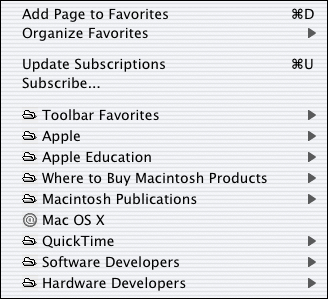 Add Page to Favorites ⌘D
Organize Favorites
Update Subscriptions ⌘U
Subscribe...
Toolbar Favorites
Apple
Apple Education
Where to Buy Macintosh Products
Macintosh Publications
@ Mac OS X
QuickTime
Software Developers
Hardware Developers